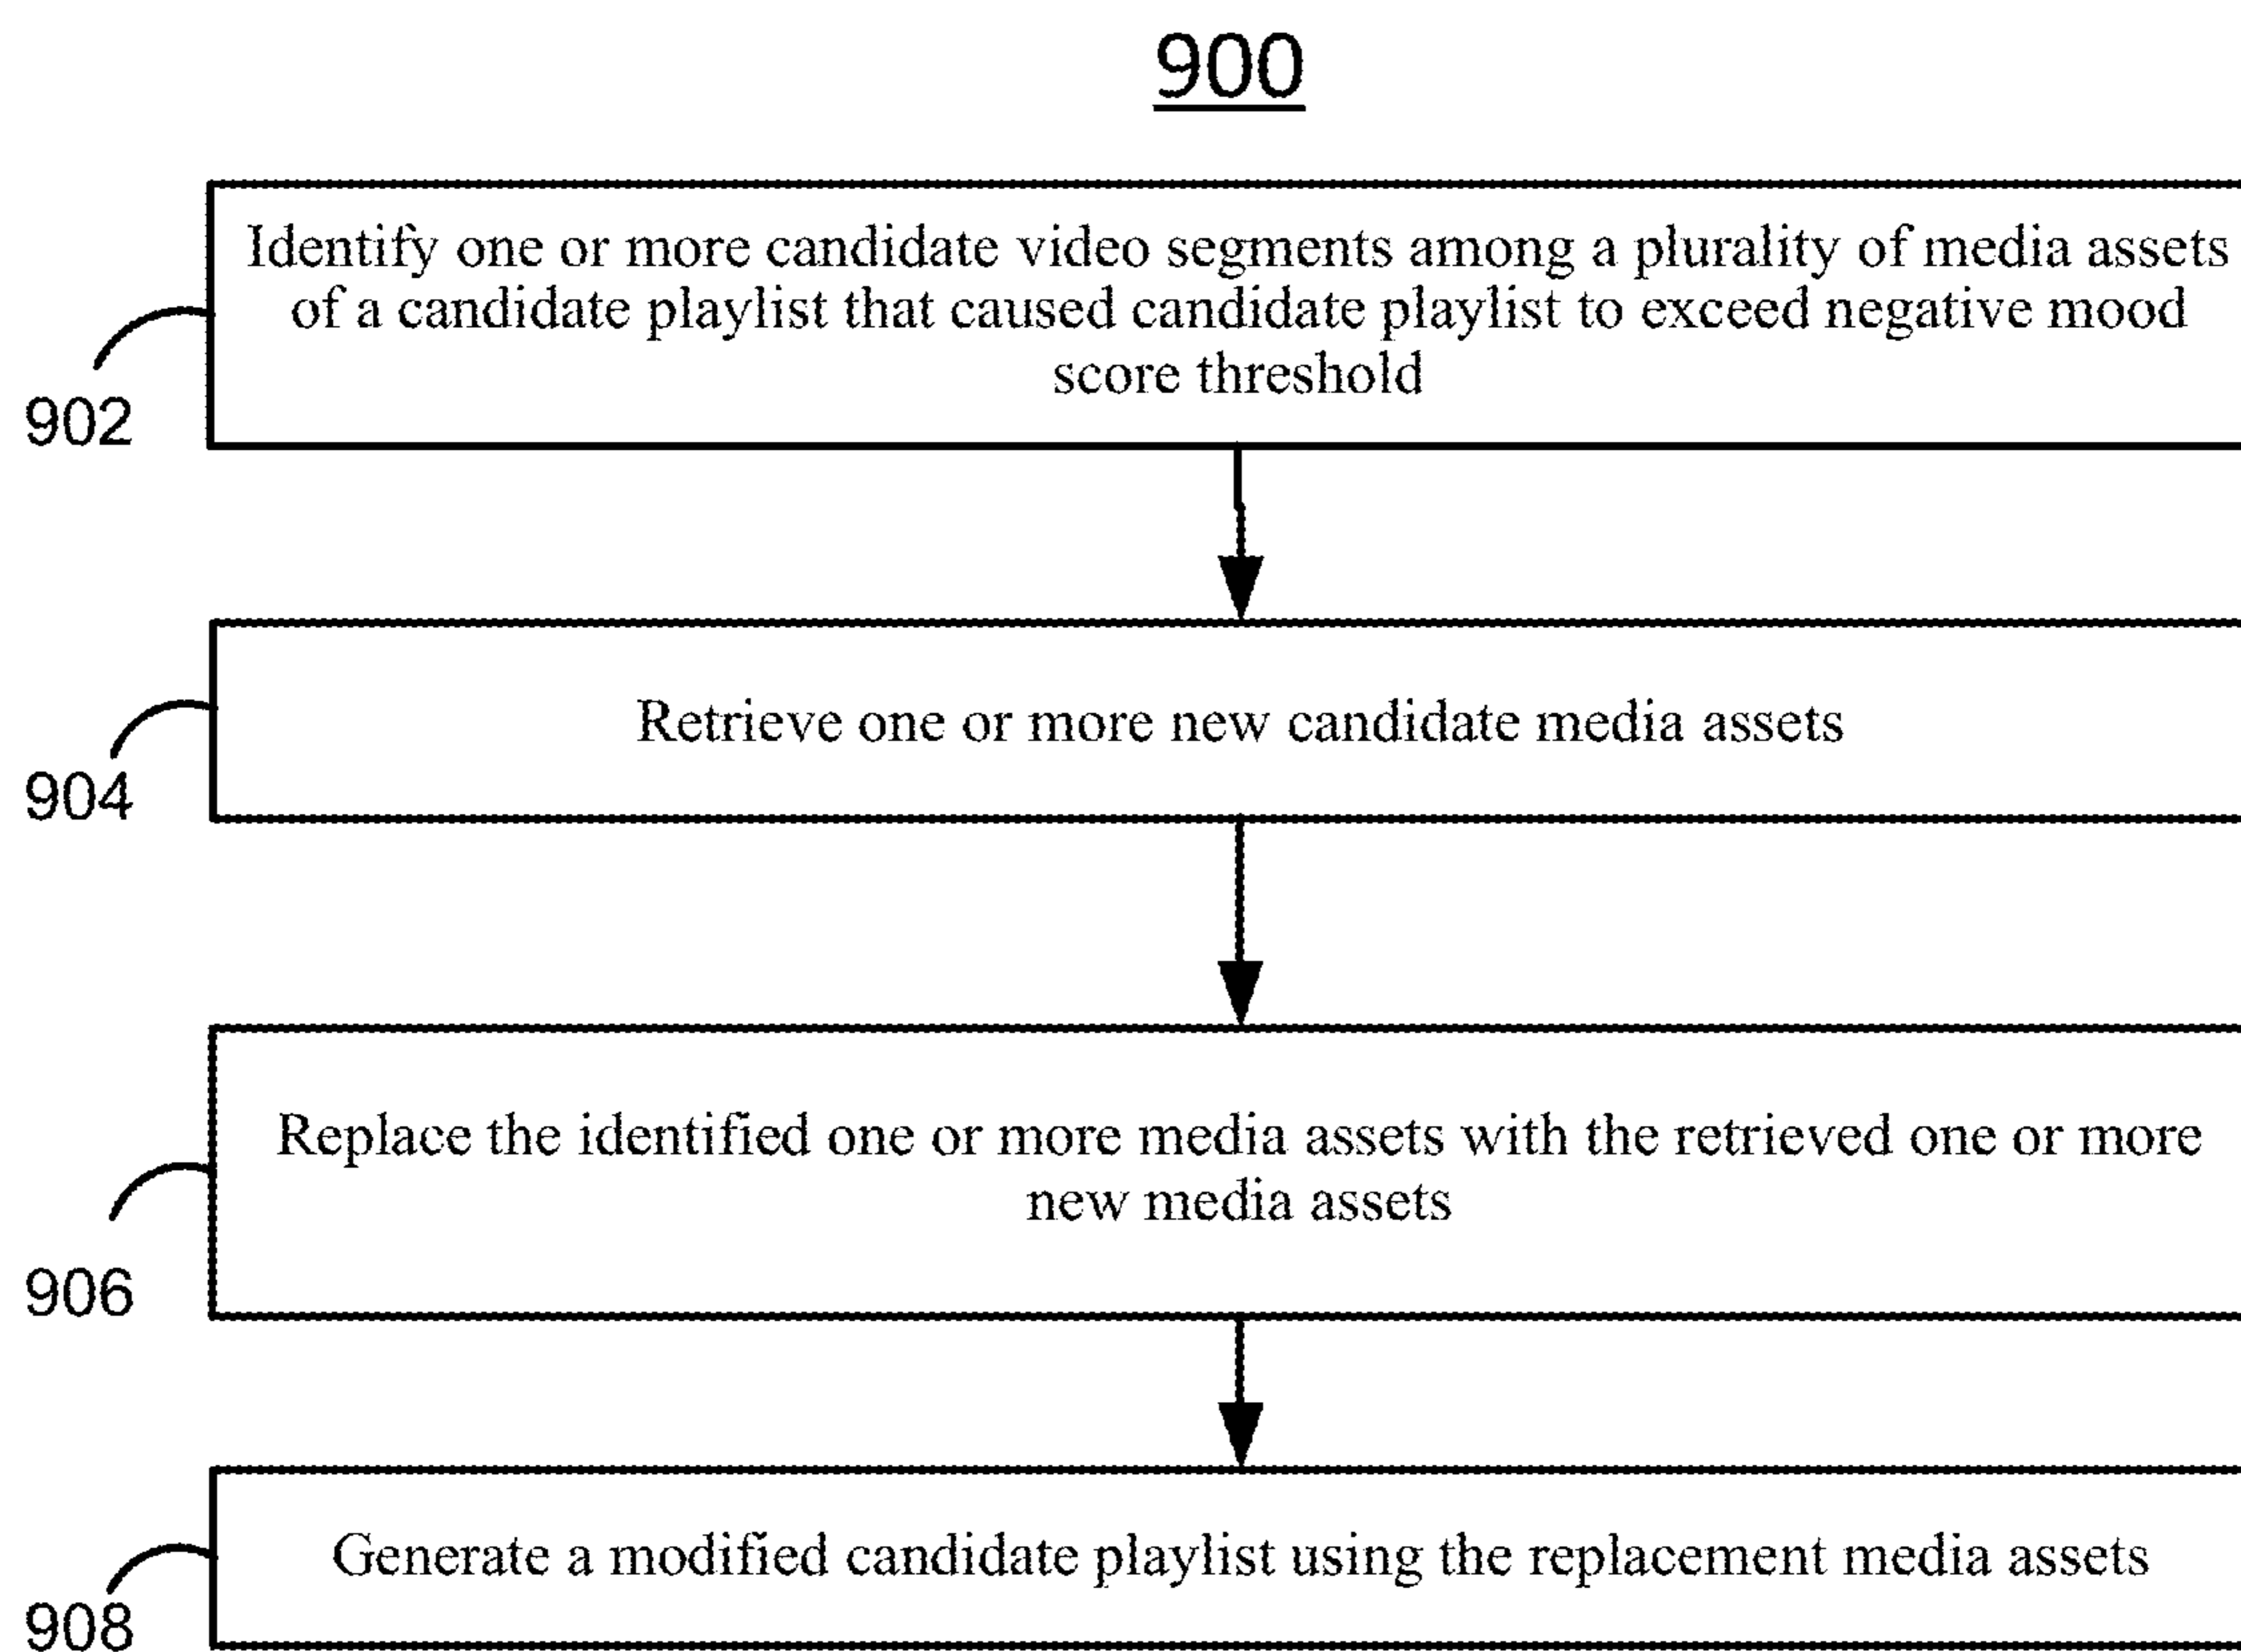 900
Identify one or more candidate video segments among a plurality of media assets
of a candidate playlist that caused candidate playlist to exceed negative mood
score threshold
902
Retrieve one or more new candidate media assets
904
Replace the identified one or more media assets with the retrieved one or more
new media assets
906
Generate a modified candidate playlist using the replacement media assets
908